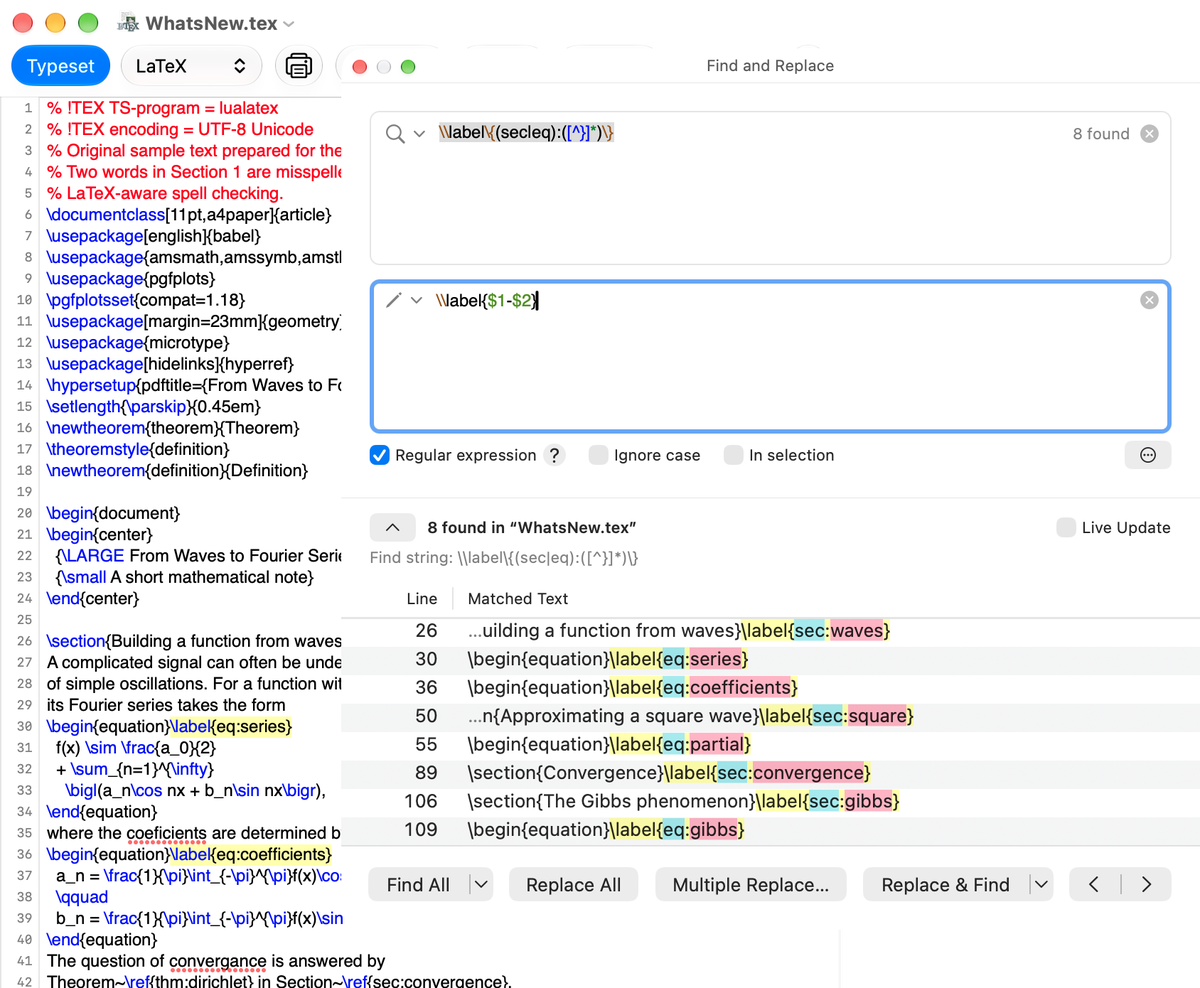 WhatsNew.tex
Typeset
LaTeX
Find and Replace
\\label\{(sec|eq):([^}]*)\}
8 found
\\label{$1-$2}
Regular expression
?
Ignore case
In selection
8 found in “WhatsNew.tex”
Live Update
Find string: \\label\{(sec|eq):([^}]*)\}
Line Matched Text
26 ...uilding a function from waves}\label{sec:waves}
30 \begin{equation}\label{eq:series}
36 \begin{equation}\label{eq:coefficients}
50 ...n{Approximating a square wave}\label{sec:square}
55 \begin{equation}\label{eq:partial}
89 \section{Convergence}\label{sec:convergence}
106 \section{The Gibbs phenomenon}\label{sec:gibbs}
109 \begin{equation}\label{eq:gibbs}
Find All
Replace All
Multiple Replace...
Replace & Find
1 % !TEX TS-program = lualatex
2 % !TEX encoding = UTF-8 Unicode
3 % Original sample text prepared for the
4 % Two words in Section 1 are misspelle
5 % LaTeX-aware spell checking.
6 \documentclass[11pt,a4paper]{article}
7 \usepackage[english]{babel}
8 \usepackage{amsmath,amssymb,amstl
9 \usepackage{pgfplots}
10 \pgfplotsset{compat=1.18}
11 \usepackage[margin=23mm]{geometry}
12 \usepackage{microtype}
13 \usepackage[hidelinks]{hyperref}
14 \hypersetup{pdftitle={From Waves to Fo
15 \setlength{\parskip}{0.45em}
16 \newtheorem{theorem}{Theorem}
17 \theoremstyle{definition}
18 \newtheorem{definition}{Definition}
19
20 \begin{document}
21 \begin{center}
22 {\LARGE From Waves to Fourier Serie
23 {\small A short mathematical note}
24 \end{center}
25
26 \section{Building a function from waves
27 A complicated signal can often be unde
28 of simple oscillations. For a function wit
29 its Fourier series takes the form
30 \begin{equation}\label{eq:series}
31 f(x) \sim \frac{a_0}{2}
32 + \sum_{n=1}^{\infty}
33 \bigl(a_n\cos nx + b_n\sin nx\bigr),
34 \end{equation}
35 where the coeficients are determined b
36 \begin{equation}\label{eq:coefficients}
37 a_n = \frac{1}{\pi}\int_{-\pi}^{\pi}f(x)\cos
38 \qquad
39 b_n = \frac{1}{\pi}\int_{-\pi}^{\pi}f(x)\sin
40 \end{equation}
41 The question of convergance is answered by
42 Theorem~\ref{thm:dirichlet} in Section~\ref{sec:convergence}.